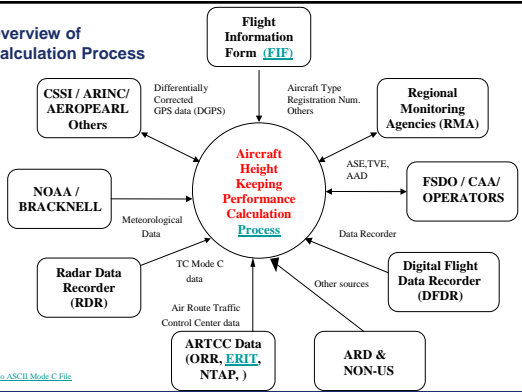 verview of
alculation Process
Flight
Information
Form (FIF)
CSSI / ARINC/
AEROPEARL
Others
Differentially
Corrected
GPS data (DGPS)
Aircraft Type
Registration Num.
Others
Regional
Monitoring
Agencies (RMA)
Aircraft
Height
Keeping
Performance
Calculation
Process
ASE,TVE,
AAD
FSDO / CAA/
OPERATORS
NOAA /
BRACKNELL
Meteorological
Data
Data Recorder
Radar Data
Recorder
(RDR)
TC Mode C
data
Digital Flight
Data Recorder
(DFDR)
Other sources
Air Route Traffic
Control Center data
ARTCC Data
(ORR, ERIT,
NTAP, )
ARD &
NON-US
o ASCII Mode C File